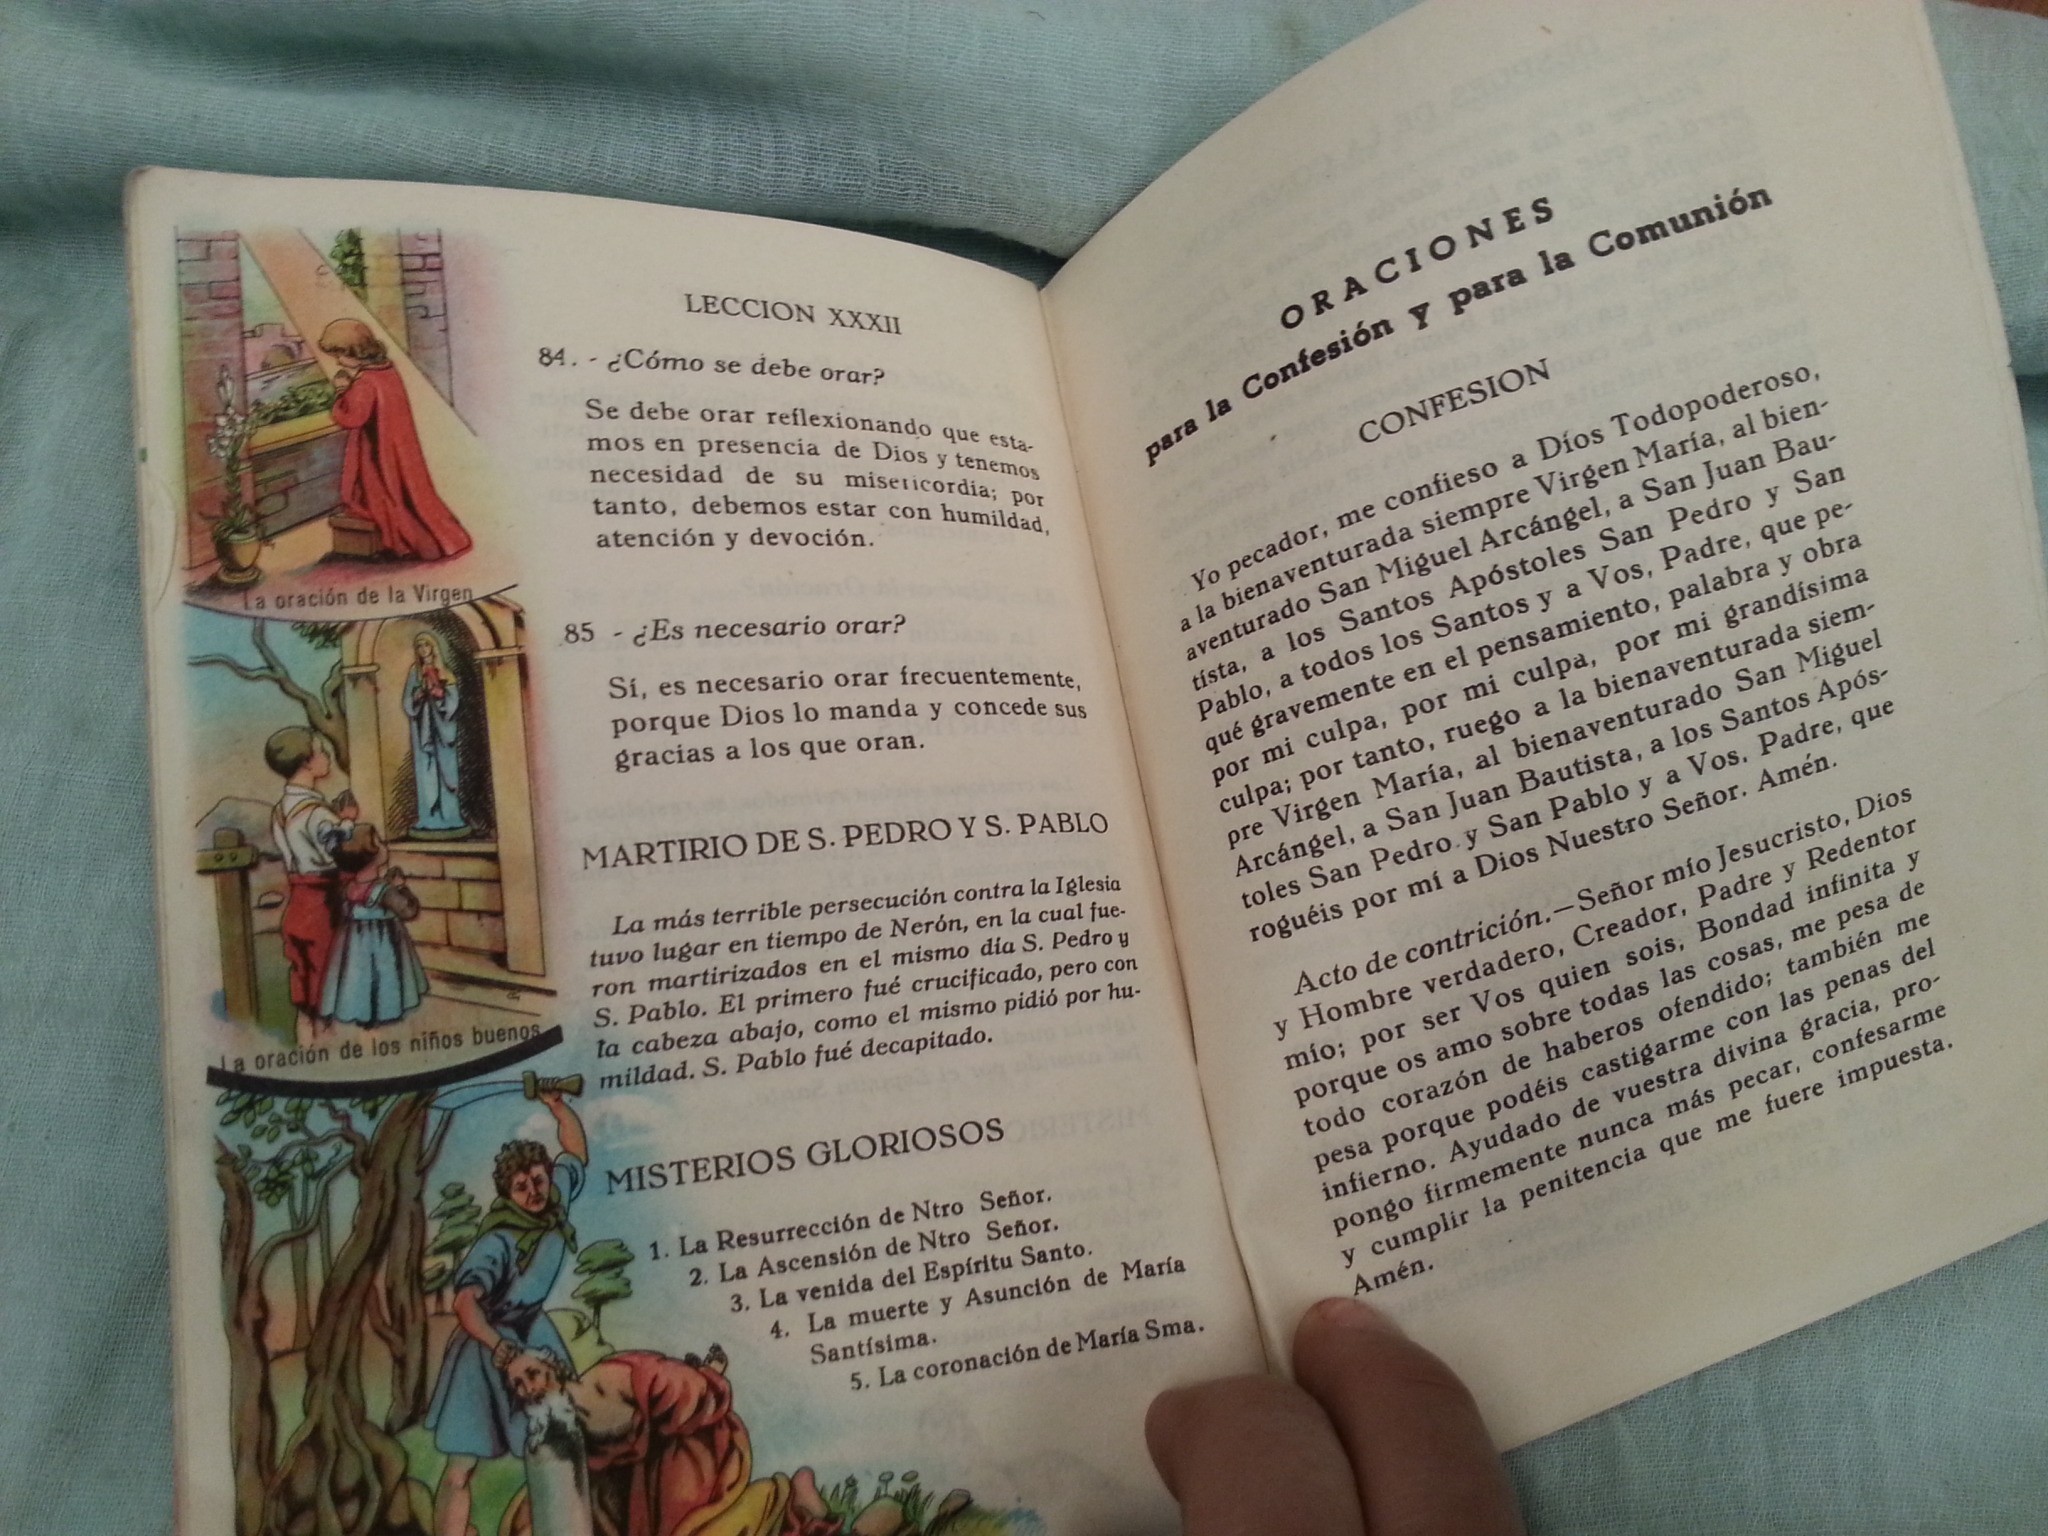 La oración de la Virgen
La oración de los niños buenos
LECCION XXXII
84. - ¿Cómo se debe orar?
Se debe orar reflexionando que esta-
mos en presencia de Dios y tenemos
necesidad de su misericordia; por
tanto, debemos estar con humildad,
atención y devoción.
85 - ¿Es necesario orar?
Sí, es necesario orar frecuentemente,
porque Dios lo manda y concede sus
gracias a los que oran.
MARTIRIO DE S. PEDRO Y S. PABLO
La más terrible persecución contra la Iglesia
tuvo lugar en tiempo de Nerón, en la cual fue-
ron martirizados en el mismo día S. Pedro y
S. Pablo. El primero fué crucificado, pero con
la cabeza abajo, como el mismo pidió por hu-
mildad. S. Pablo fué decapitado.
MISTERIOS GLORIOSOS
1. La Resurrección de Ntro Señor.
2. La Ascensión de Ntro Señor.
3. La venida del Espíritu Santo.
4. La muerte y Asunción de María
Santísima.
5. La coronación de María Sma.
ORACIONES
para la Confesión y para la Comunión
CONFESION
Yo pecador, me confieso a Díos Todopoderoso,
a la bienaventurada siempre Virgen María, al bien-
aventurado San Miguel Arcángel, a San Juan Bau-
tísta, a los Santos Apóstoles San Pedro y San
Pablo, a todos los Santos y a Vos, Padre, que pe-
qué gravemente en el pensamiento, palabra y obra
por mi culpa, por mi culpa, por mi grandísima
culpa; por tanto, ruego a la bienaventurada siem-
pre Virgen María, al bienaventurado San Miguel
Arcángel, a San Juan Bautista, a los Santos Após-
toles San Pedro y San Pablo y a Vos, Padre, que
roguéis por mí a Dios Nuestro Señor. Amén.
Acto de contrición.—Señor mío Jesucristo, Dios
y Hombre verdadero, Creador, Padre y Redentor
mío; por ser Vos quien sois, Bondad infinita y
porque os amo sobre todas las cosas, me pesa de
todo corazón de haberos ofendido; también me
pesa porque podéis castigarme con las penas del
infierno. Ayudado de vuestra divina gracia, pro-
pongo firmemente nunca más pecar, confesarme
y cumplir la penitencia que me fuere impuesta.
Amén.